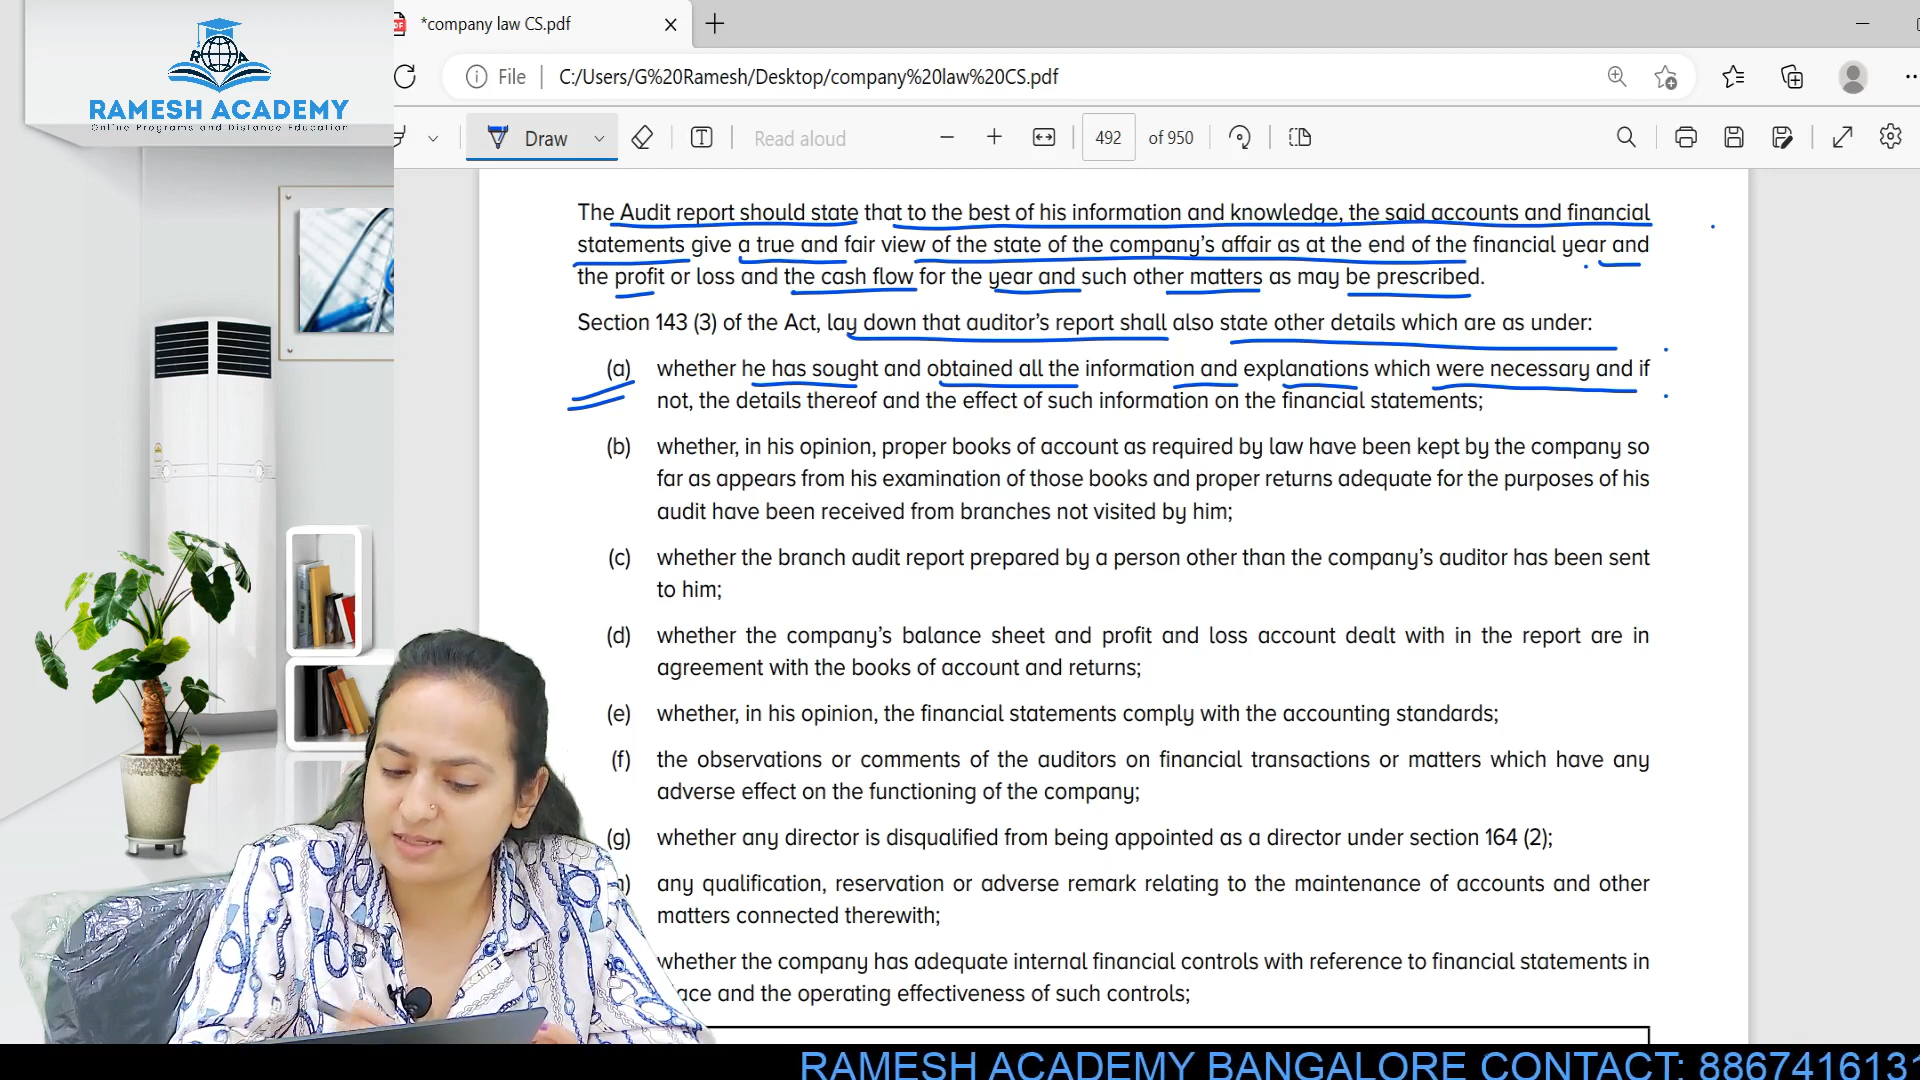 RAMESH ACADEMY
Online Programs and Distance Education
*company law CS.pdf
File
C:/Users/G%20Ramesh/Desktop/company%20law%20CS.pdf
Draw
Read aloud
492
of 950
The Audit report should state that to the best of his information and knowledge, the said accounts and financial
statements give a true and fair view of the state of the company's affair as at the end of the financial year and
the profit or loss and the cash flow for the year and such other matters as may be prescribed.
Section 143 (3) of the Act, lay down that auditor's report shall also state other details which are as under:
(a) whether he has sought and obtained all the information and explanations which were necessary and if
not, the details thereof and the effect of such information on the financial statements;
(b) whether, in his opinion, proper books of account as required by law have been kept by the company so
far as appears from his examination of those books and proper returns adequate for the purposes of his
audit have been received from branches not visited by him;
(c) whether the branch audit report prepared by a person other than the company's auditor has been sent
to him;
(d) whether the company's balance sheet and profit and loss account dealt with in the report are in
agreement with the books of account and returns;
(e) whether, in his opinion, the financial statements comply with the accounting standards;
(f) the observations or comments of the auditors on financial transactions or matters which have any
adverse effect on the functioning of the company;
(g) whether any director is disqualified from being appointed as a director under section 164 (2);
any qualification, reservation or adverse remark relating to the maintenance of accounts and other
matters connected therewith;
whether the company has adequate internal financial controls with reference to financial statements in
and the operating effectiveness of such controls;
RAMESH ACADEMY BANGALORE CONTACT: 8867416131